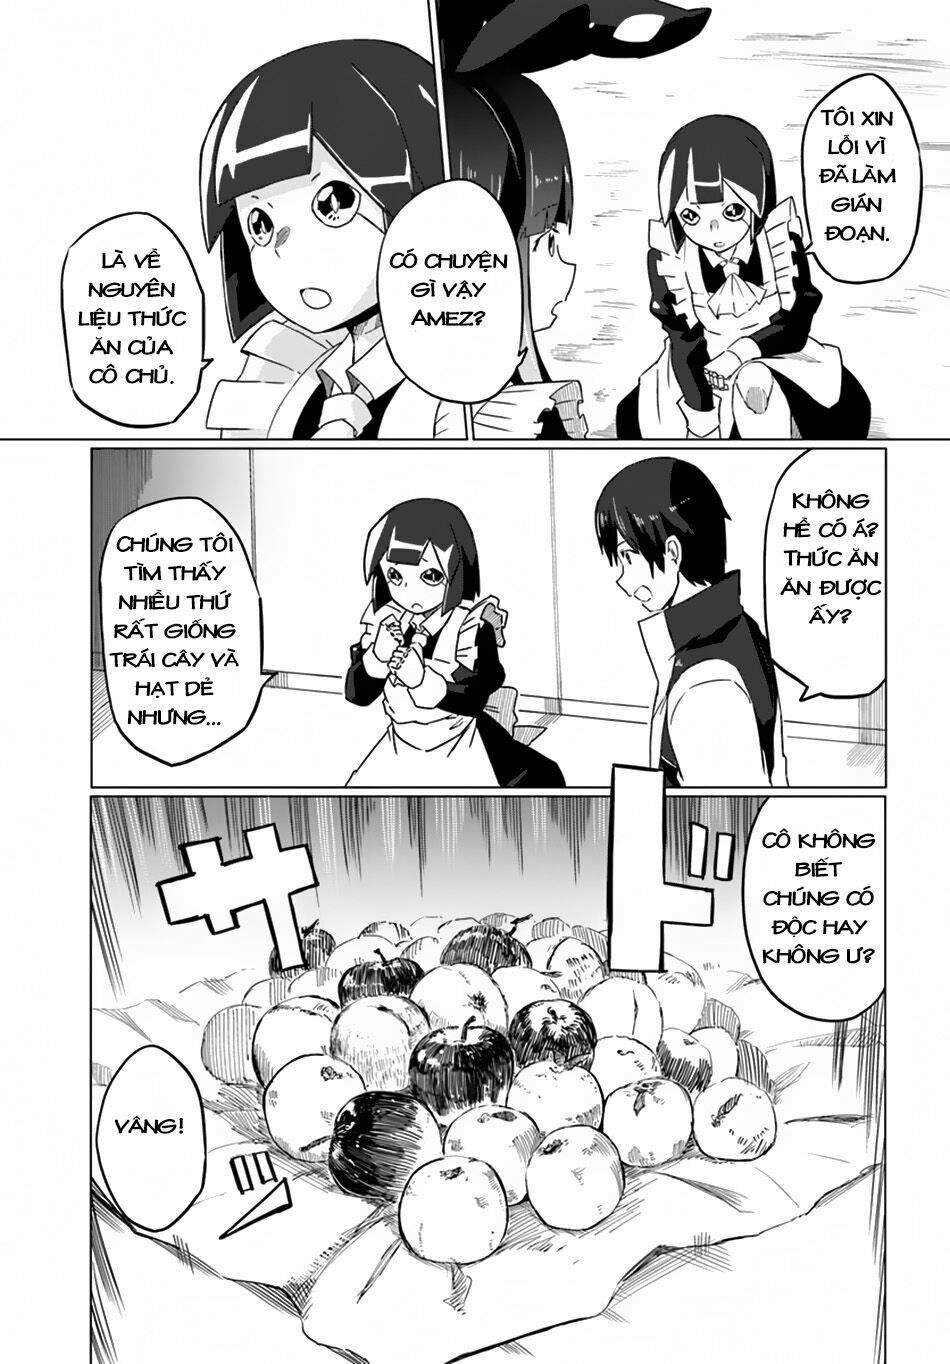 TÔI XIN
LỖI VÌ
ĐÃ LÀM
GIÁN
ĐOẠN.
CÓ CHUYỆN
GÌ VẬY
AMEZ?
LÀ VỀ
NGUYÊN
LIỆU THỨC
ĂN CỦA
CÔ CHỦ.
KHÔNG
HỀ CÓ Á?
THỨC ĂN
ĂN ĐƯỢC
ẤY?
CHÚNG TÔI
TÌM THẤY
NHIỀU THỨ
RẤT GIỐNG
TRÁI CÂY VÀ
HẠT DẺ
NHƯNG...
CÔ KHÔNG
BIẾT
CHÚNG CÓ
ĐỘC HAY
KHÔNG Ư?
ドサ
VÂNG!